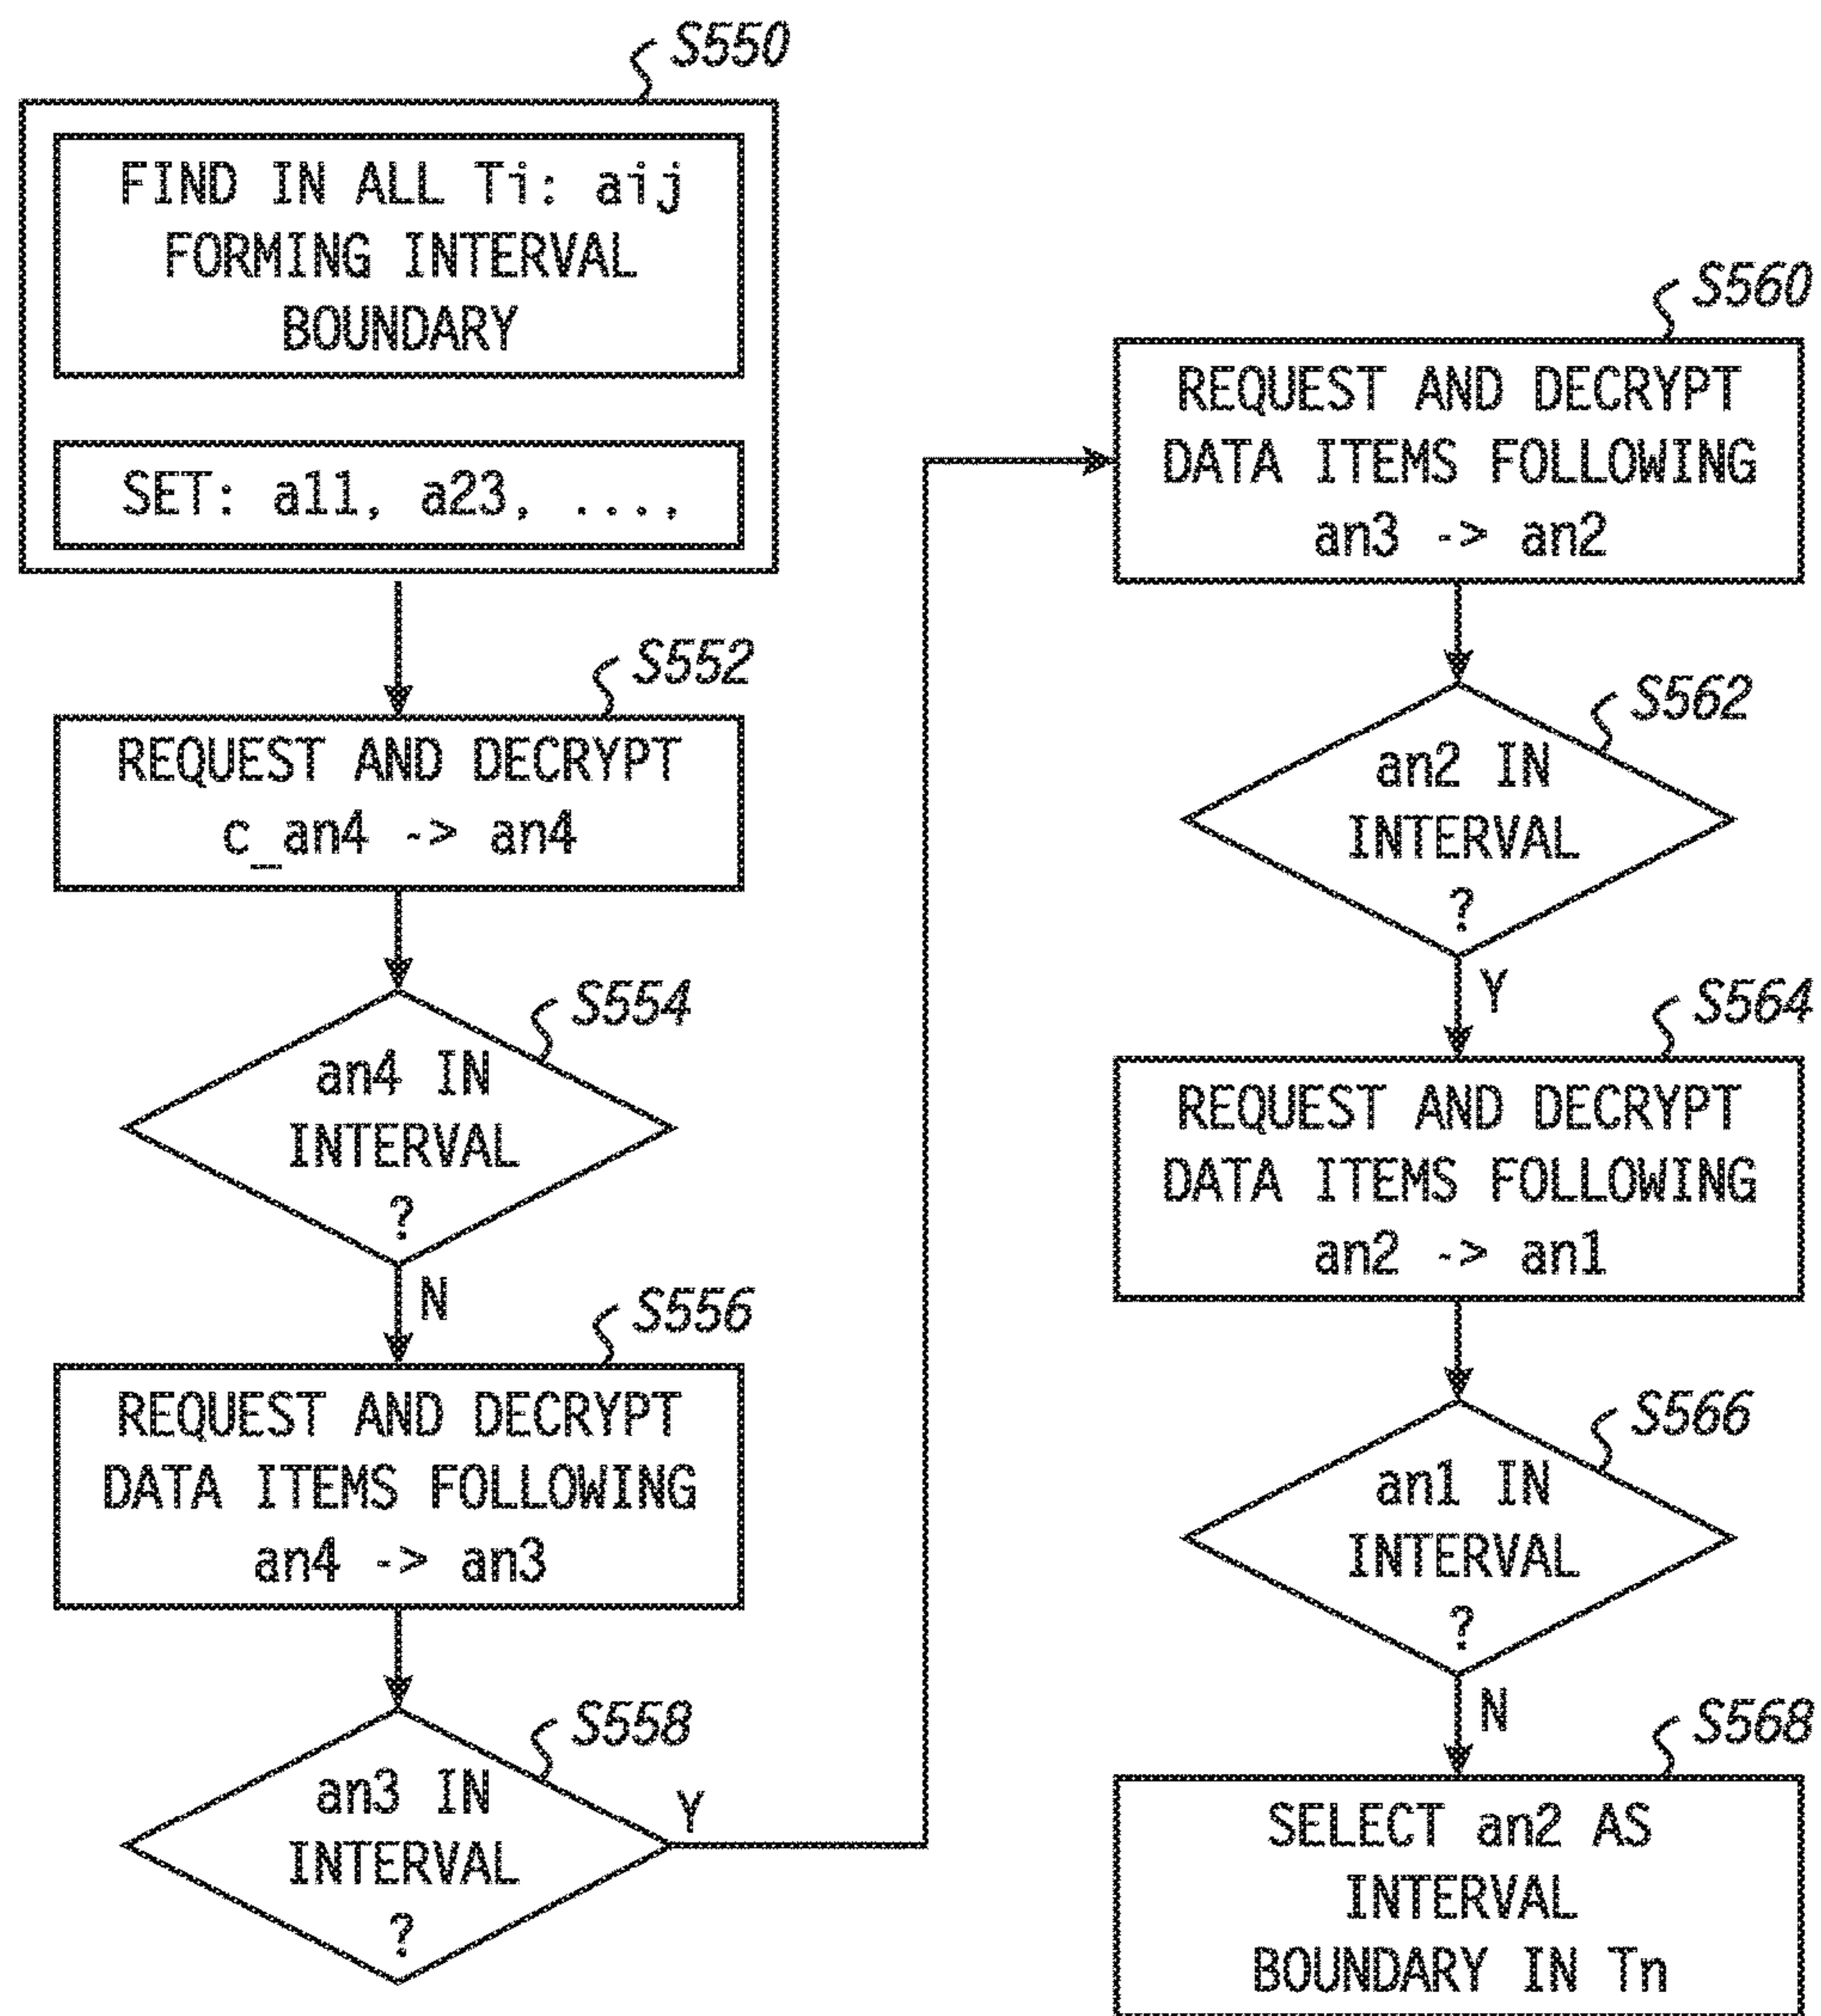 S550
FIND IN ALL Ti: aij
FORMING INTERVAL
BOUNDARY
SET: a11, a23, ....
S552
REQUEST AND DECRYPT
c_an4 -> an4
S554
an4 IN
INTERVAL
?
N
S556
REQUEST AND DECRYPT
DATA ITEMS FOLLOWING
an4 -> an3
S558
an3 IN
INTERVAL
?
Y
S560
REQUEST AND DECRYPT
DATA ITEMS FOLLOWING
an3 -> an2
S562
an2 IN
INTERVAL
?
Y
S564
REQUEST AND DECRYPT
DATA ITEMS FOLLOWING
an2 -> an1
S566
an1 IN
INTERVAL
?
N
S568
SELECT an2 AS
INTERVAL
BOUNDARY IN Tn